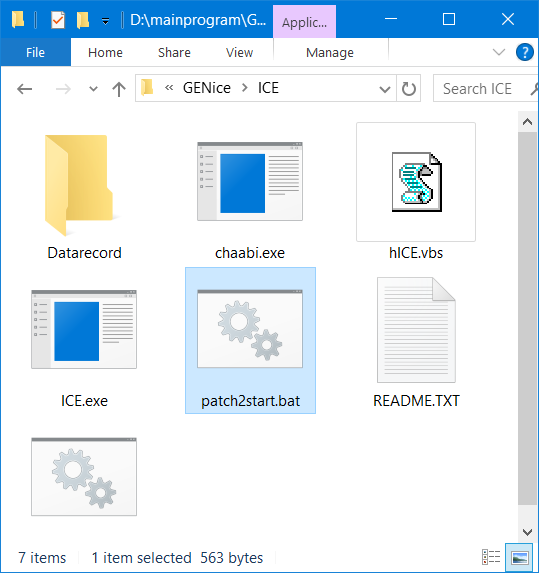 D:\mainprogram\G...
Applic...
File Home Share View Manage
« GENice > ICE
Search ICE
Datarecord chaabi.exe hICE.vbs
ICE.exe patch2start.bat README.TXT
7 items 1 item selected 563 bytes